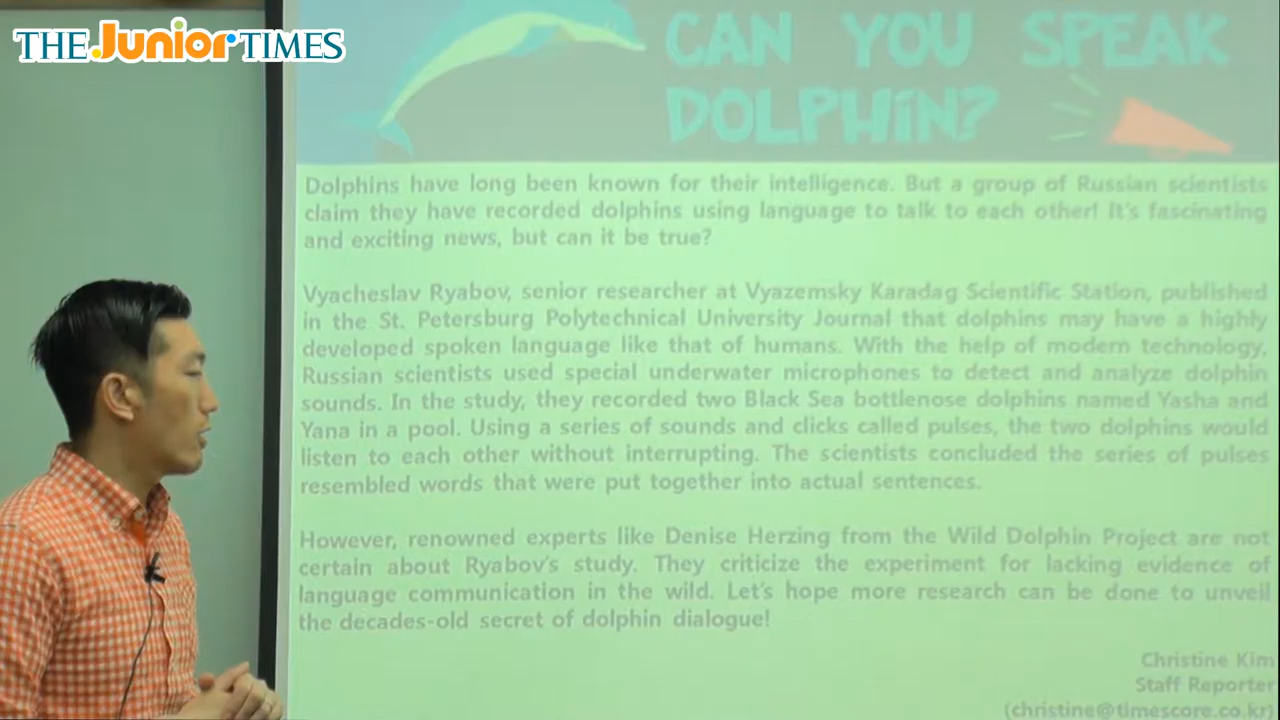 THE Junior TIMES
CAN YOU SPEAK
DOLPHIN?
Dolphins have long been known for their intelligence. But a group of Russian scientists
claim they have recorded dolphins using language to talk to each other! It's fascinating
and exciting news, but can it be true?
Vyacheslav Ryabov, senior researcher at Vyazemsky Karadag Scientific Station, published
in the St. Petersburg Polytechnical University Journal that dolphins may have a highly
developed spoken language like that of humans. With the help of modern technology,
Russian scientists used special underwater microphones to detect and analyze dolphin
sounds. In the study, they recorded two Black Sea bottlenose dolphins named Yasha and
Yana in a pool. Using a series of sounds and clicks called pulses, the two dolphins would
listen to each other without interrupting. The scientists concluded the series of pulses
resembled words that were put together into actual sentences.
However, renowned experts like Denise Herzing from the Wild Dolphin Project are not
certain about Ryabov's study. They criticize the experiment for lacking evidence of
language communication in the wild. Let's hope more research can be done to unveil
the decades-old secret of dolphin dialogue!
Christine Kim
Staff Reporter
(christine@timescore.co.kr)